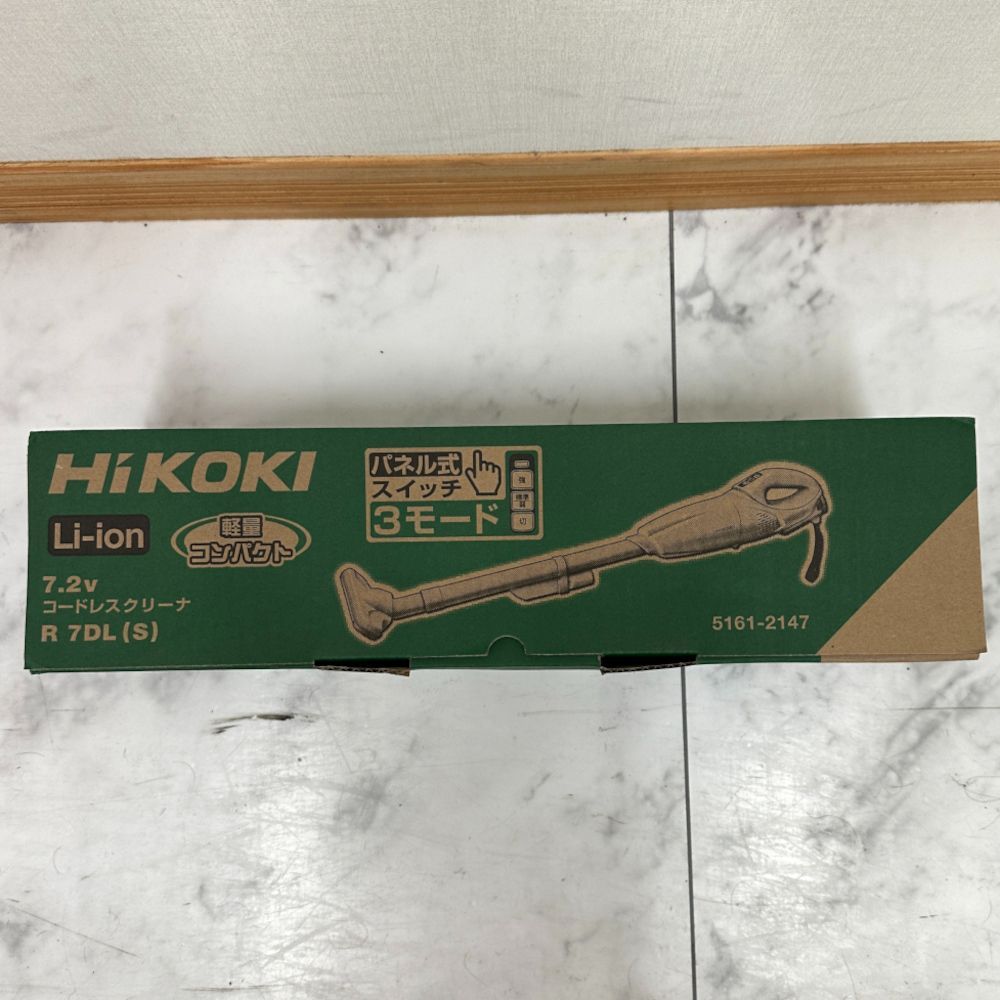 HiKOKI
Li-ion
軽量
コンパクト
7.2v
コードレスクリーナ
R 7DL (S)
パネル式
スイッチ
3モード
強
標準
切
5161-2147